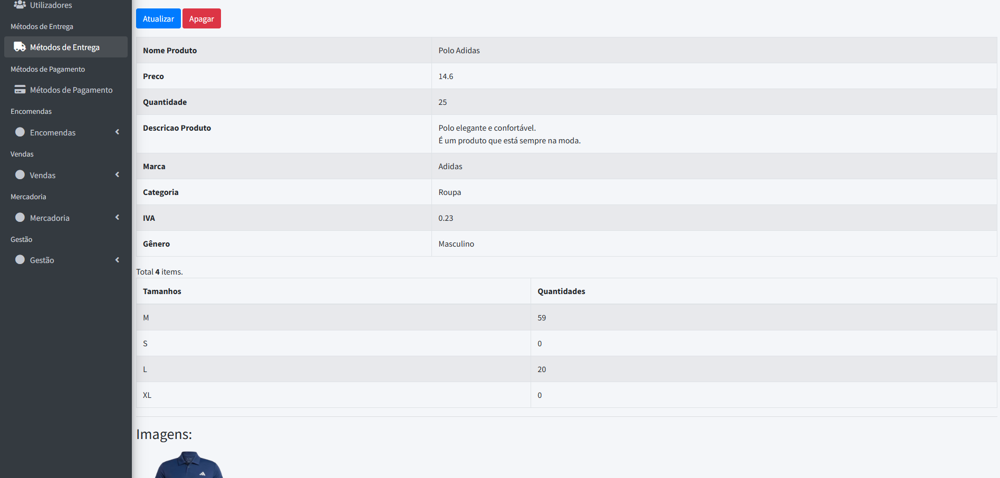 Utilizadores
Métodos de Entrega
Métodos de Entrega
Métodos de Pagamento
Métodos de Pagamento
Encomendas
Encomendas
Vendas
Vendas
Mercadoria
Mercadoria
Gestão
Gestão
Atualizar Apagar
Nome Produto Polo Adidas
Preco 14.6
Quantidade 25
Descricao Produto Polo elegante e confortável.
É um produto que está sempre na moda.
Marca Adidas
Categoria Roupa
IVA 0.23
Gênero Masculino
Total 4 items.
Tamanhos Quantidades
M 59
S 0
L 20
XL 0
Imagens: